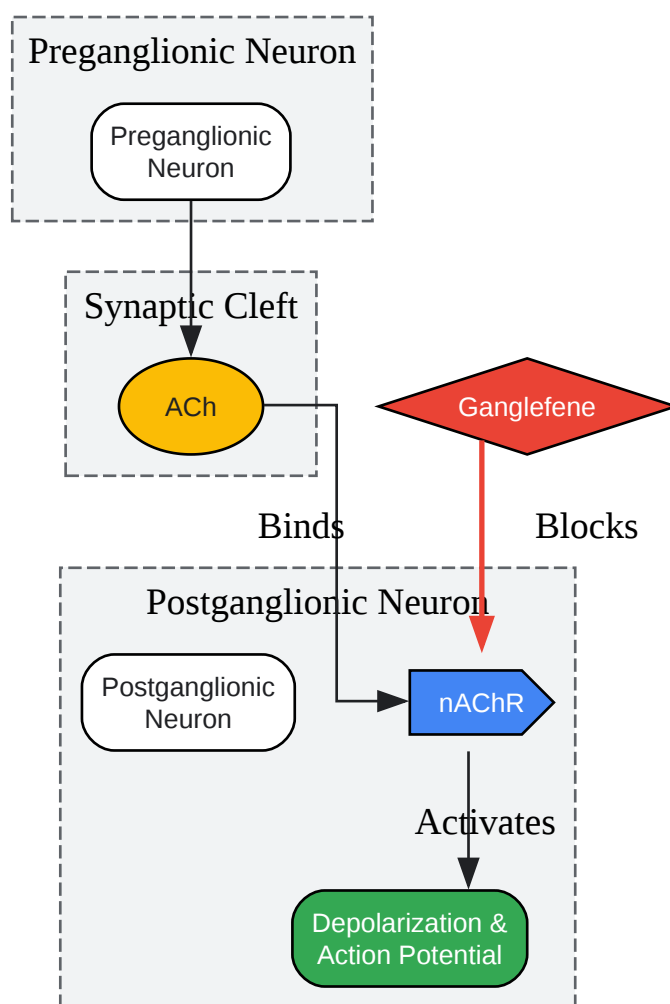 Preganglionic Neuron
Preganglionic
Neuron
Synaptic Cleft
ACh
Ganglefene
Binds
Blocks
Postganglionic Neuron
Postganglionic
Neuron
nAChR
Activates
Depolarization &
Action Potential